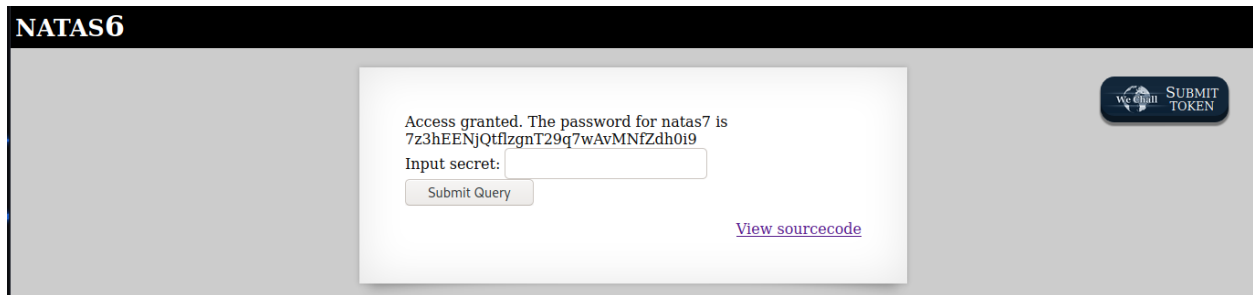 NATAS6
We Chall SUBMIT
TOKEN
Access granted. The password for natas7 is
7z3hEENjQtflzgnT29q7wAvMNfZdh0i9
Input secret:
Submit Query
View sourcecode